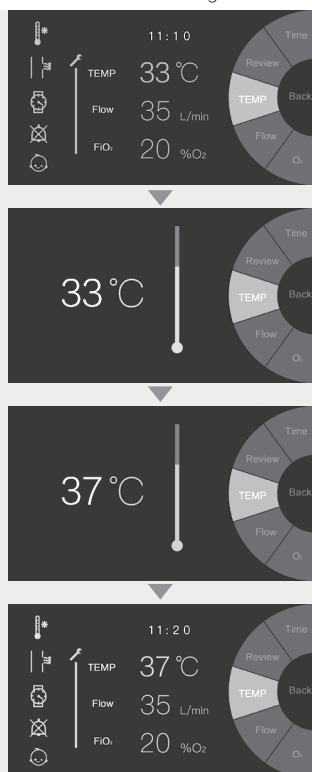 11:10
Time
TEMP 33 °C
Review
Flow 35 L/min
TEMP
Back
FiO₂ 20 %O₂
Flow
O₂
33 °C
Time
Review
TEMP
Back
Flow
O₂
37 °C
Time
Review
TEMP
Back
Flow
O₂
11:20
Time
TEMP 37 °C
Review
Flow 35 L/min
TEMP
Back
FiO₂ 20 %O₂
Flow
O₂